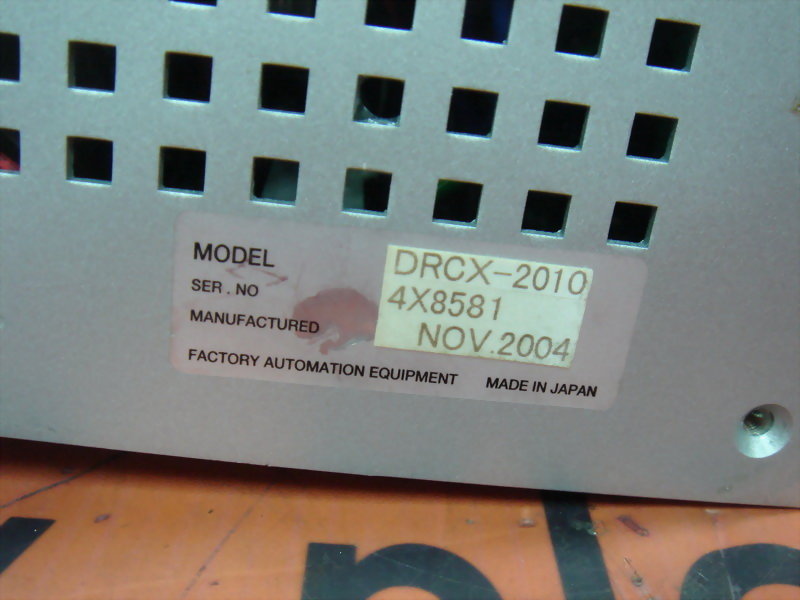 MODEL DRCX-2010
SER . NO 4X8581
MANUFACTURED NOV.2004
FACTORY AUTOMATION EQUIPMENT MADE IN JAPAN